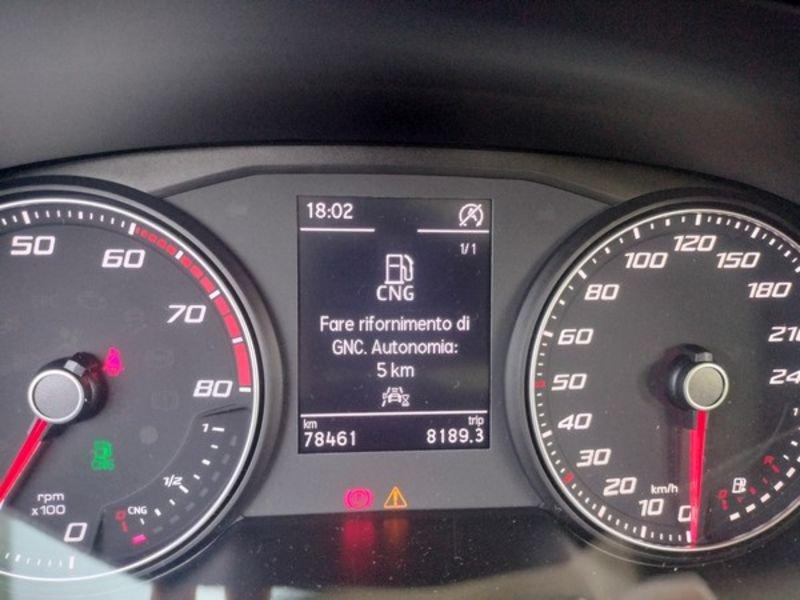 50
60
70
80
CNG
1
1/2
CNG
0
rpm
x100
0
18:02
1/1
CNG
Fare rifornimento di
GNC. Autonomia:
5 km
km
78461
trip
8189.3
0
10
20
30
40
50
60
80
100
120
150
180
km/h